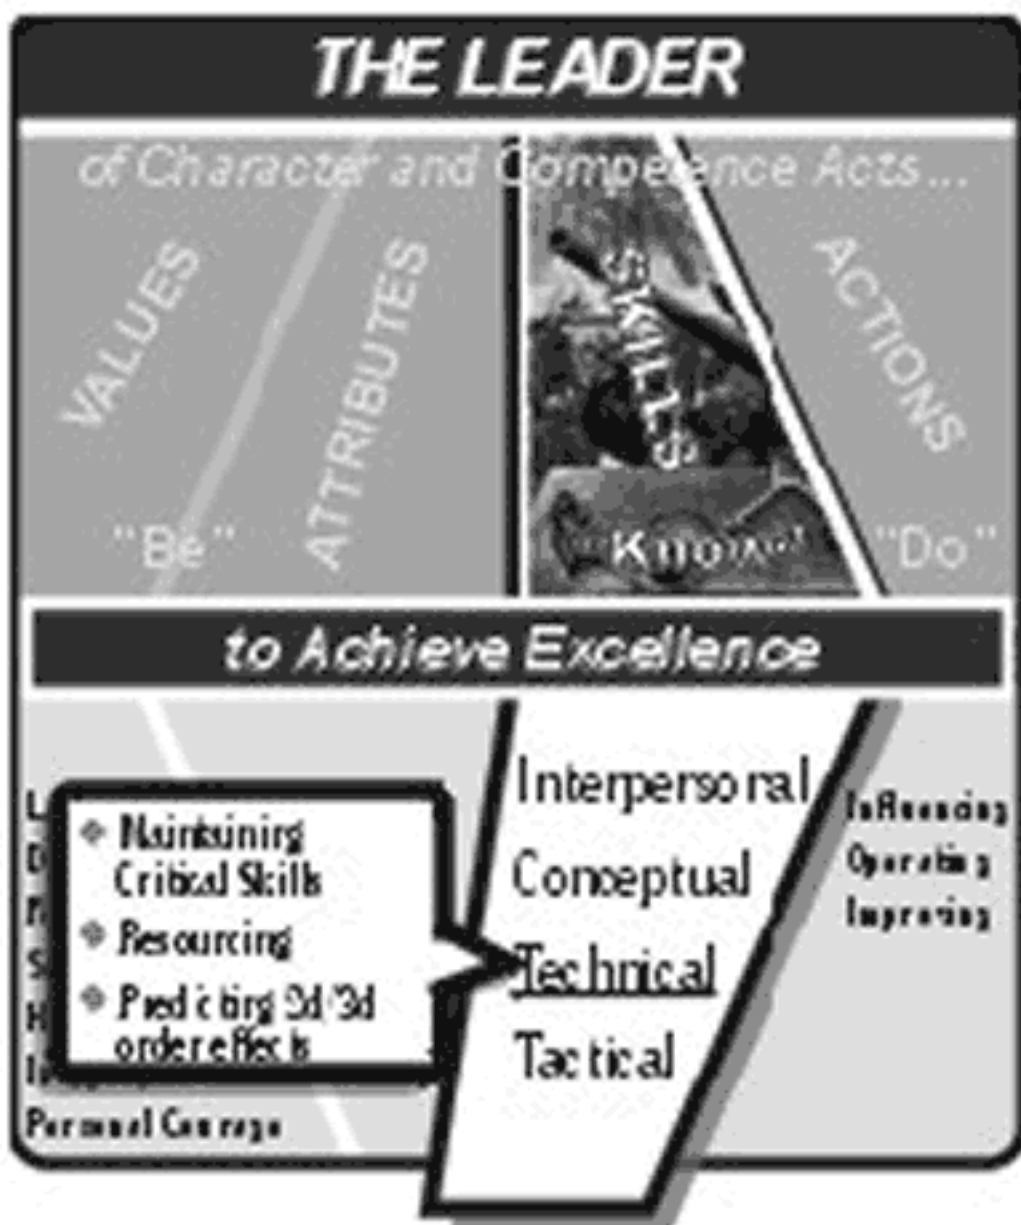 THE LEADER
of Character and Competence Acts...
VALUES
ATTRIBUTES
SKILLS
ACTIONS
"Be"
"Know"
"Do"
to Achieve Excellence
Interpersonal
Conceptual
Technical
Tactical
Maintaining
Critical Skills
Resourcing
Predicting 2d/3d
order effects
Influencing
Operating
Improving
L
D
S
Personal Courage